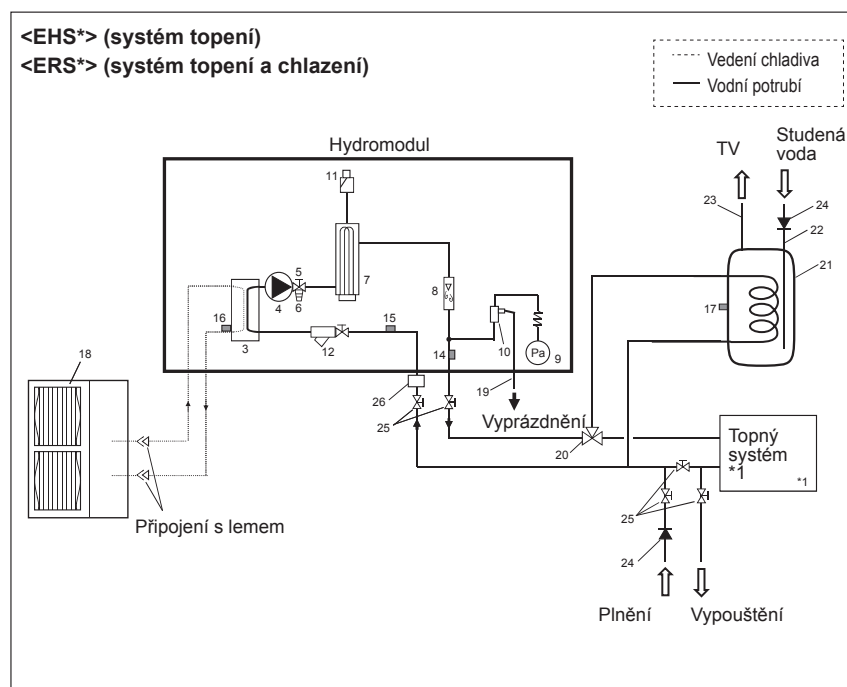 <EHS*> (systém topení)
<ERS*> (systém topení a chlazení)
Vedení chladiva
Vodní potrubí
Hydromodul
TV
Studená
voda
11
23
24
22
5
7
21
8
4
6
16
15
17
3
12
14
10
Pa
9
18
26
19
25
Vyprázdnění
20
Topný
systém
*1
*1
25
Připojení s lemem
24
Plnění
Vypouštění